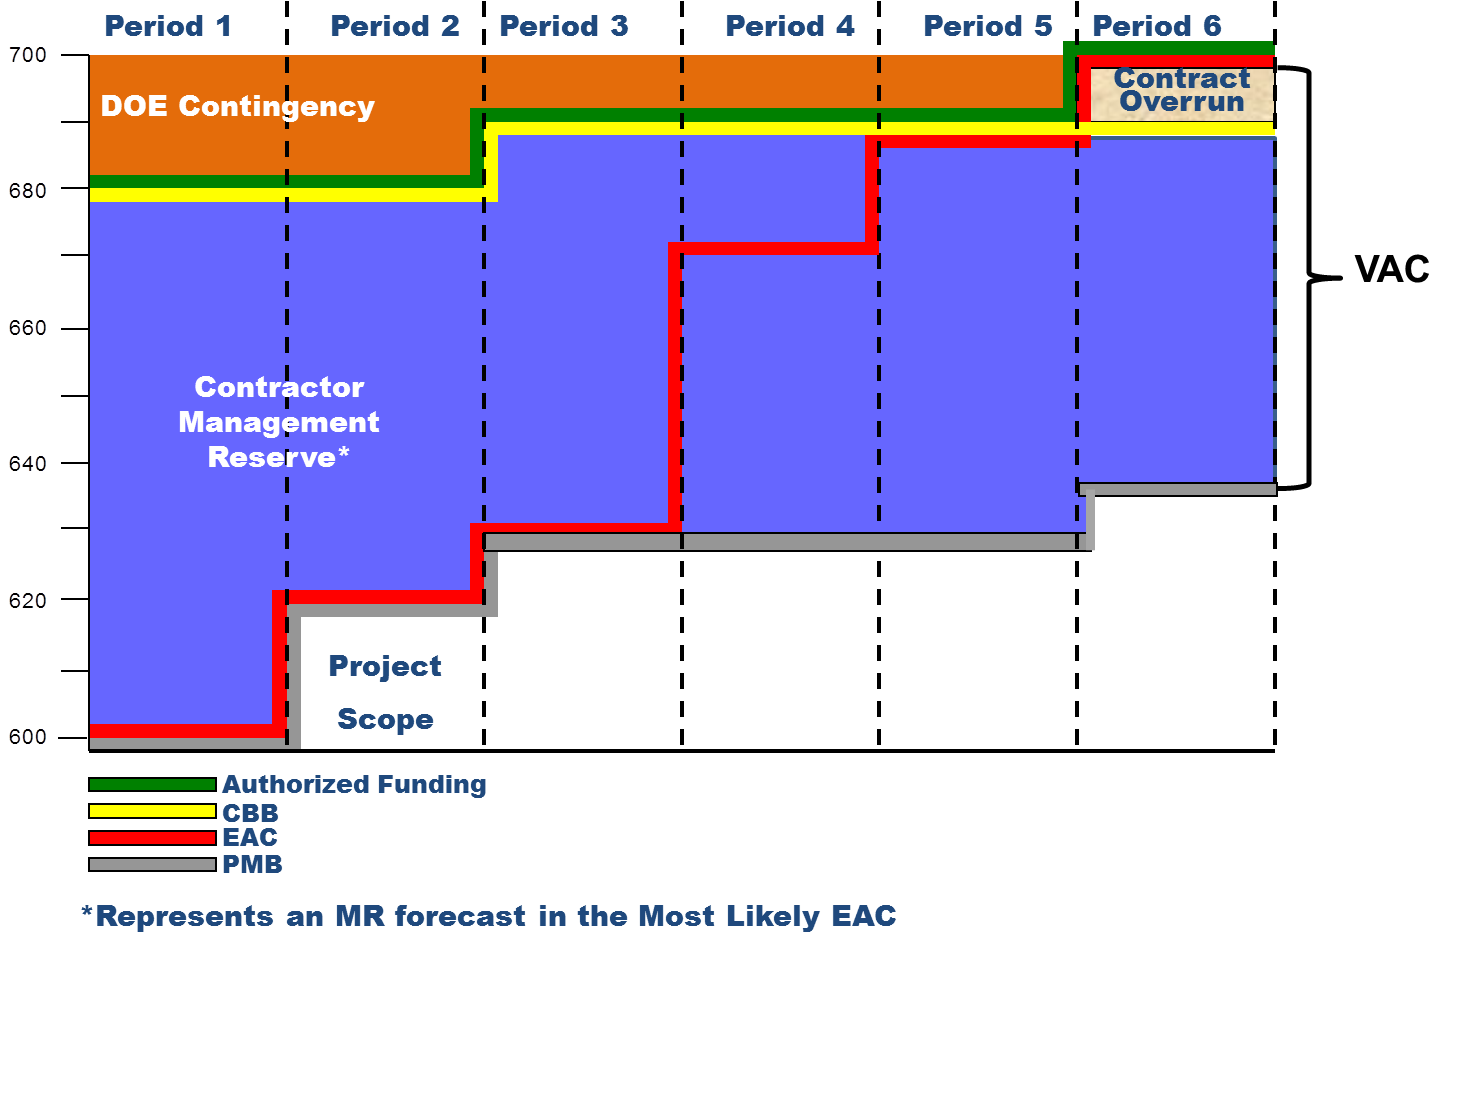 Period 1
Period 2
Period 3
Period 4
Period 5
Period 6
700
Contract
Overrun
DOE Contingency
680
VAC
660
Contractor
Management
Reserve*
640
620
Project
Scope
600
Authorized Funding
CBB
EAC
PMB
*Represents an MR forecast in the Most Likely EAC